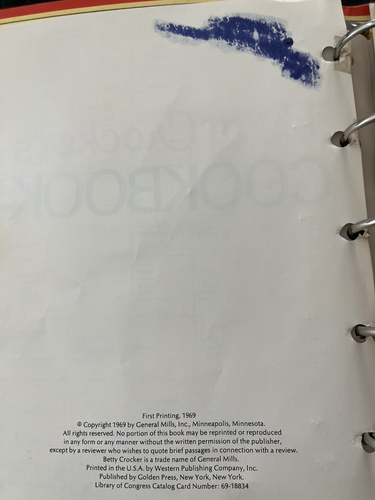 Crocker's
COOKBOOK
First Printing, 1969
© Copyright 1969 by General Mills, Inc., Minneapolis, Minnesota.
All rights reserved. No portion of this book may be reprinted or reproduced
in any form or any manner without the written permission of the publisher,
except by a reviewer who wishes to quote brief passages in connection with a review.
Betty Crocker is a trade name of General Mills.
Printed in the U.S.A. by Western Publishing Company, Inc.
Published by Golden Press, New York, New York.
Library of Congress Catalog Card Number: 69-18834